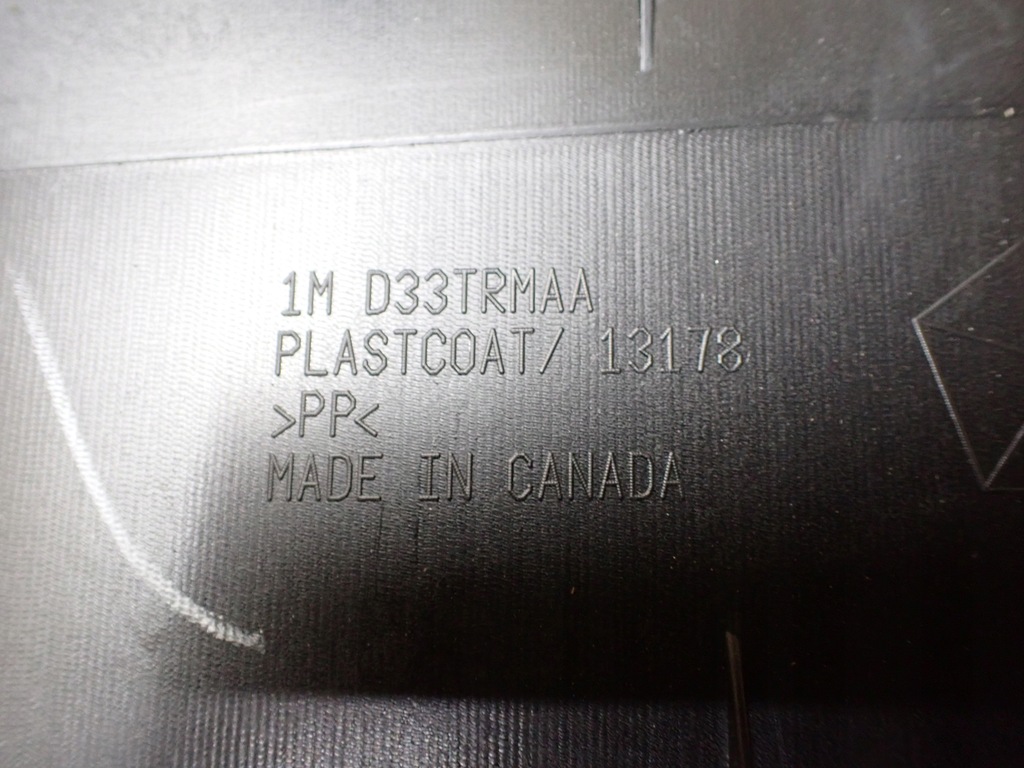 1M D33TRMAA
PLASTCOAT/ 13178
>PP<
MADE IN CANADA